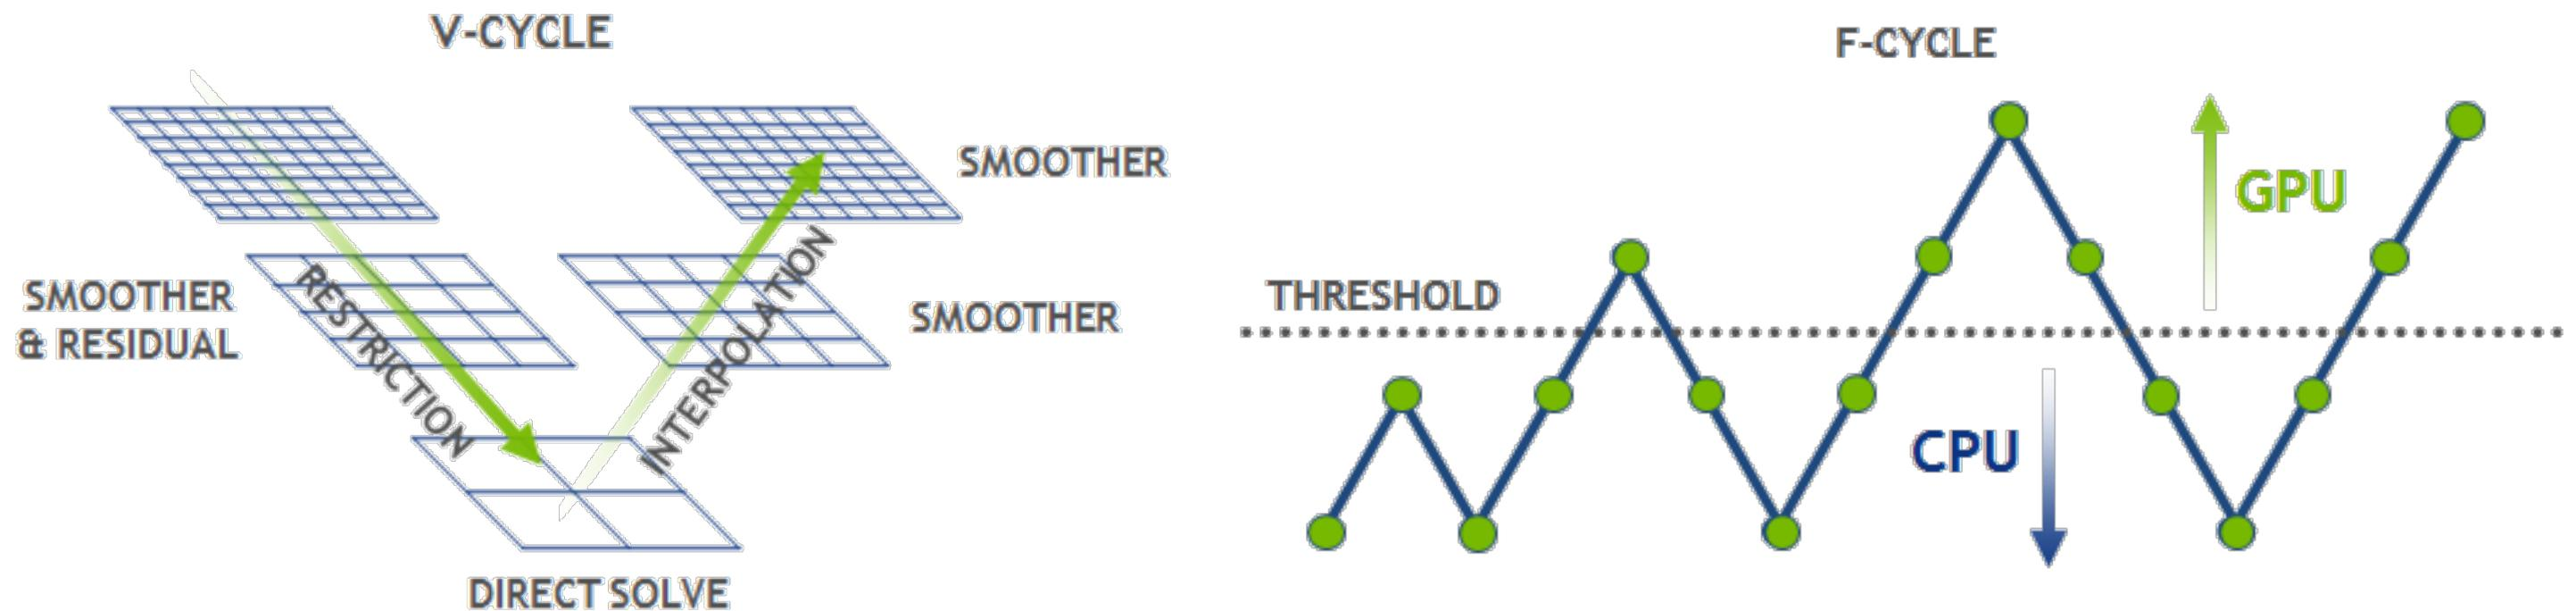 V-CYCLE
SMOOTHER
SMOOTHER
& RESIDUAL
RESTRICTION
INTERPOLATION
SMOOTHER
DIRECT SOLVE
F-CYCLE
GPU
THRESHOLD
CPU